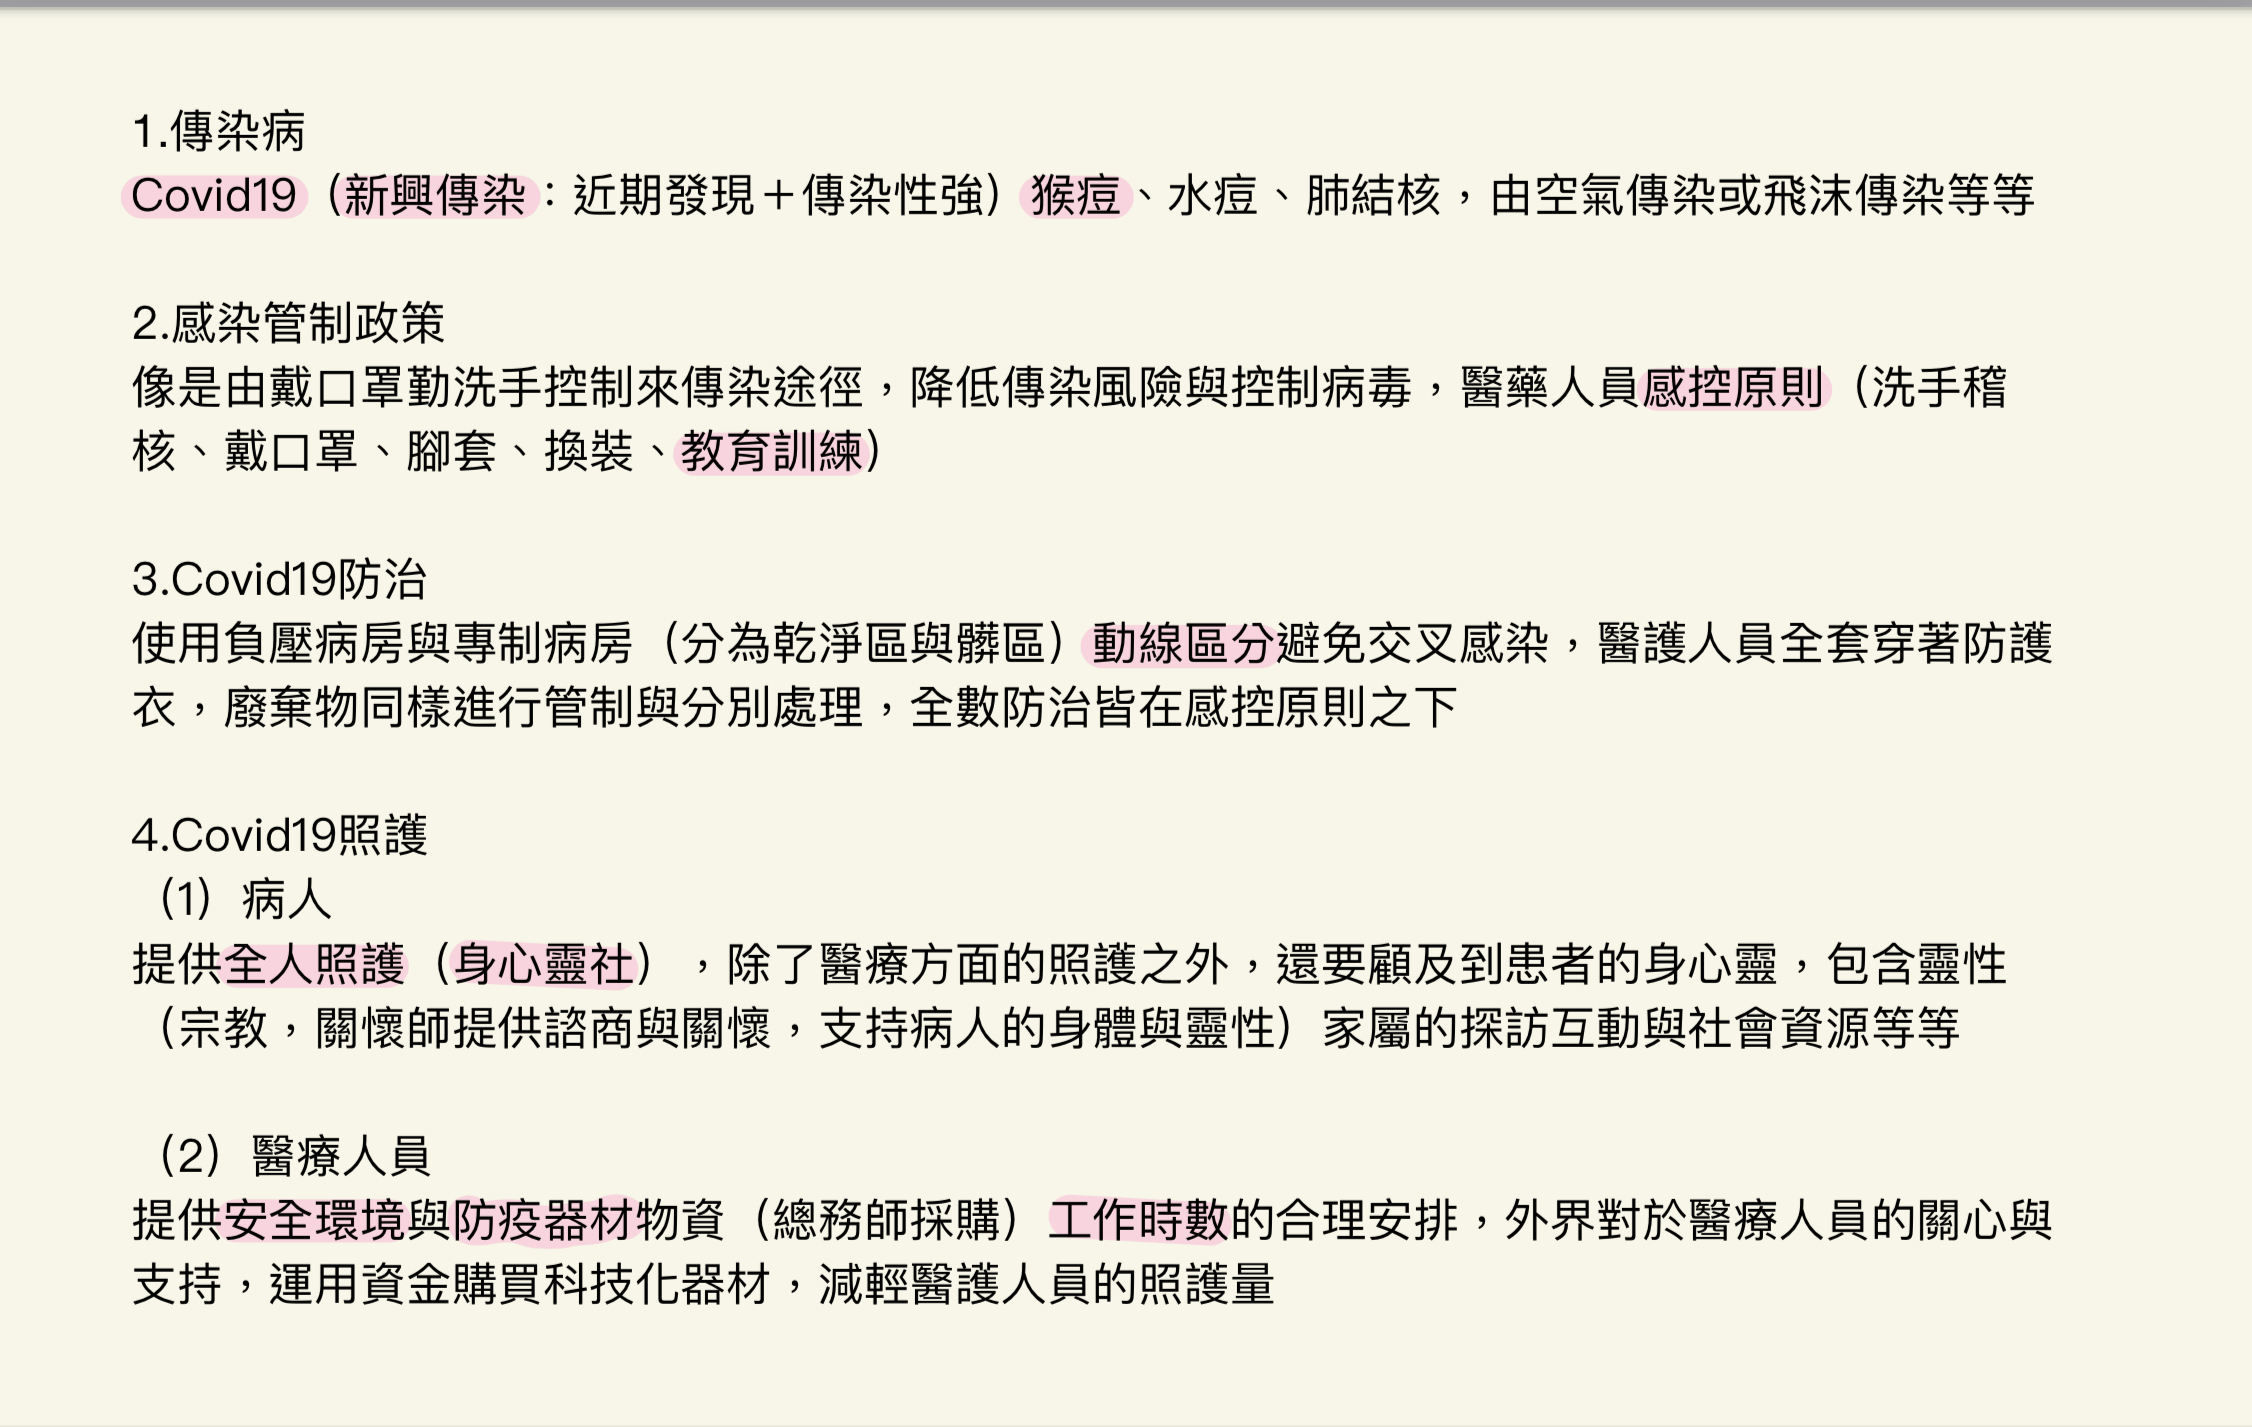 1.傳染病
Covid19（新興傳染：近期發現＋傳染性強）猴痘、水痘、肺結核，由空氣傳染或飛沫傳染等等
2.感染管制政策
像是由戴口罩勤洗手控制來傳染途徑，降低傳染風險與控制病毒，醫藥人員感控原則（洗手稽
核、戴口罩、腳套、換裝、教育訓練）
3.Covid19防治
使用負壓病房與專制病房（分為乾淨區與髒區）動線區分避免交叉感染，醫護人員全套穿著防護
衣，廢棄物同樣進行管制與分別處理，全數防治皆在感控原則之下
4.Covid19照護
（1）病人
提供全人照護（身心靈社），除了醫療方面的照護之外，還要顧及到患者的身心靈，包含靈性
（宗教，關懷師提供諮商與關懷，支持病人的身體與靈性）家屬的探訪互動與社會資源等等
（2）醫療人員
提供安全環境與防疫器材物資（總務師採購）工作時數的合理安排，外界對於醫療人員的關心與
支持，運用資金購買科技化器材，減輕醫護人員的照護量